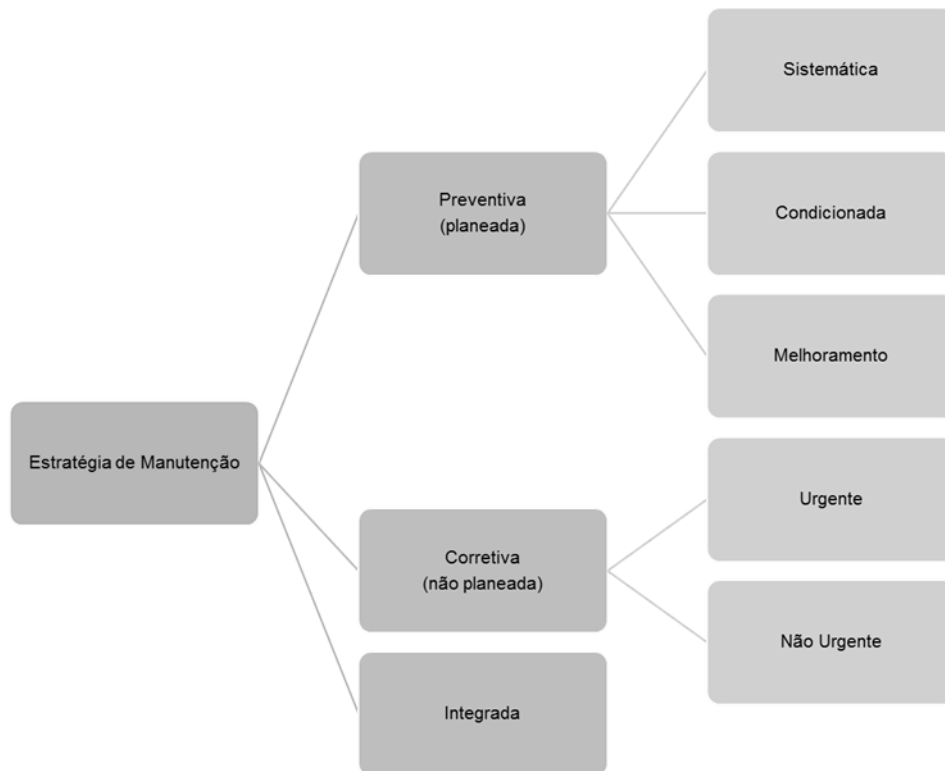 Estratégia de Manutenção
Preventiva
(planeada)
Sistemática
Condicionada
Melhoramento
Corretiva
(não planeada)
Urgente
Não Urgente
Integrada